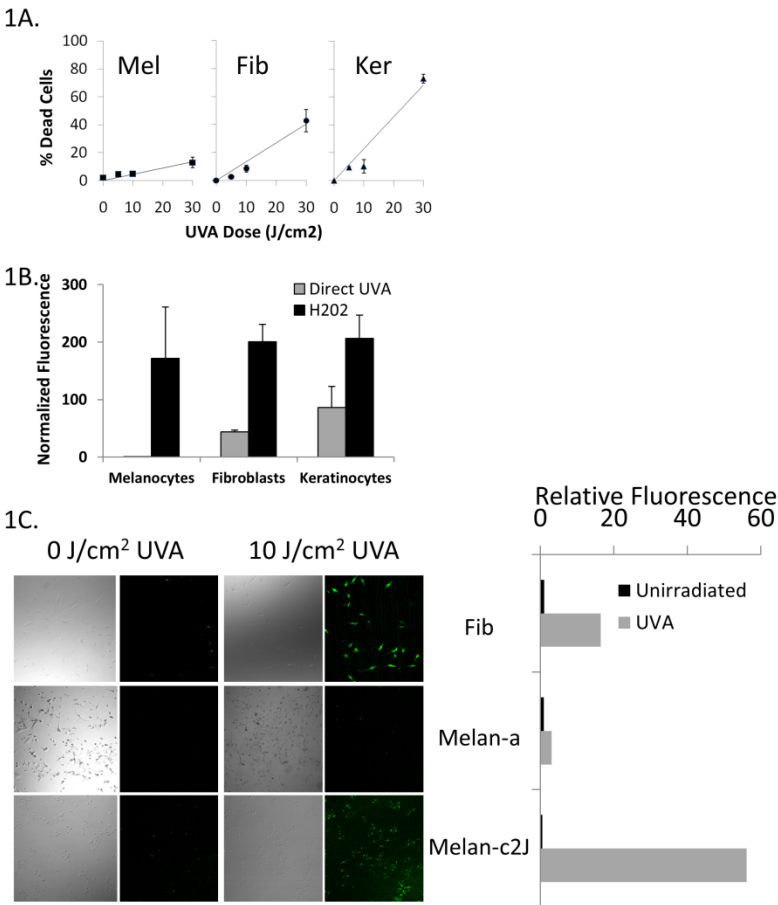 1A.
Mel
Fib
Ker
% Dead Cells
100
80
60
40
20
0
0 10 20 30
0 10 20 30
0 10 20 30
UVA Dose (J/cm2)
1B.
Normalized Fluorescence
300
200
100
0
Direct UVA
H202
Melanocytes Fibroblasts Keratinocytes
1C.
0 J/cm² UVA
10 J/cm² UVA
Relative Fluorescence
0 20 40 60
Unirradiated
UVA
Fib
Melan-a
Melan-c2J